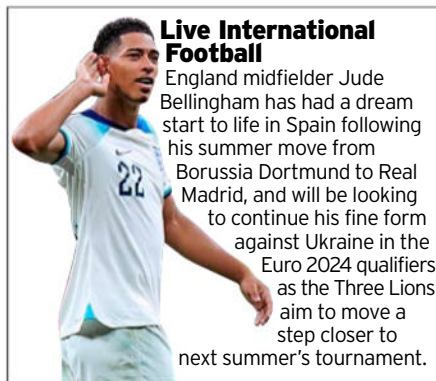 Live International
Football
England midfielder Jude
Bellingham has had a dream
start to life in Spain following
his summer move from
Borussia Dortmund to Real
Madrid, and will be looking
to continue his fine form
against Ukraine in the
Euro 2024 qualifiers
as the Three Lions
aim to move a
step closer to
next summer's tournament.
22